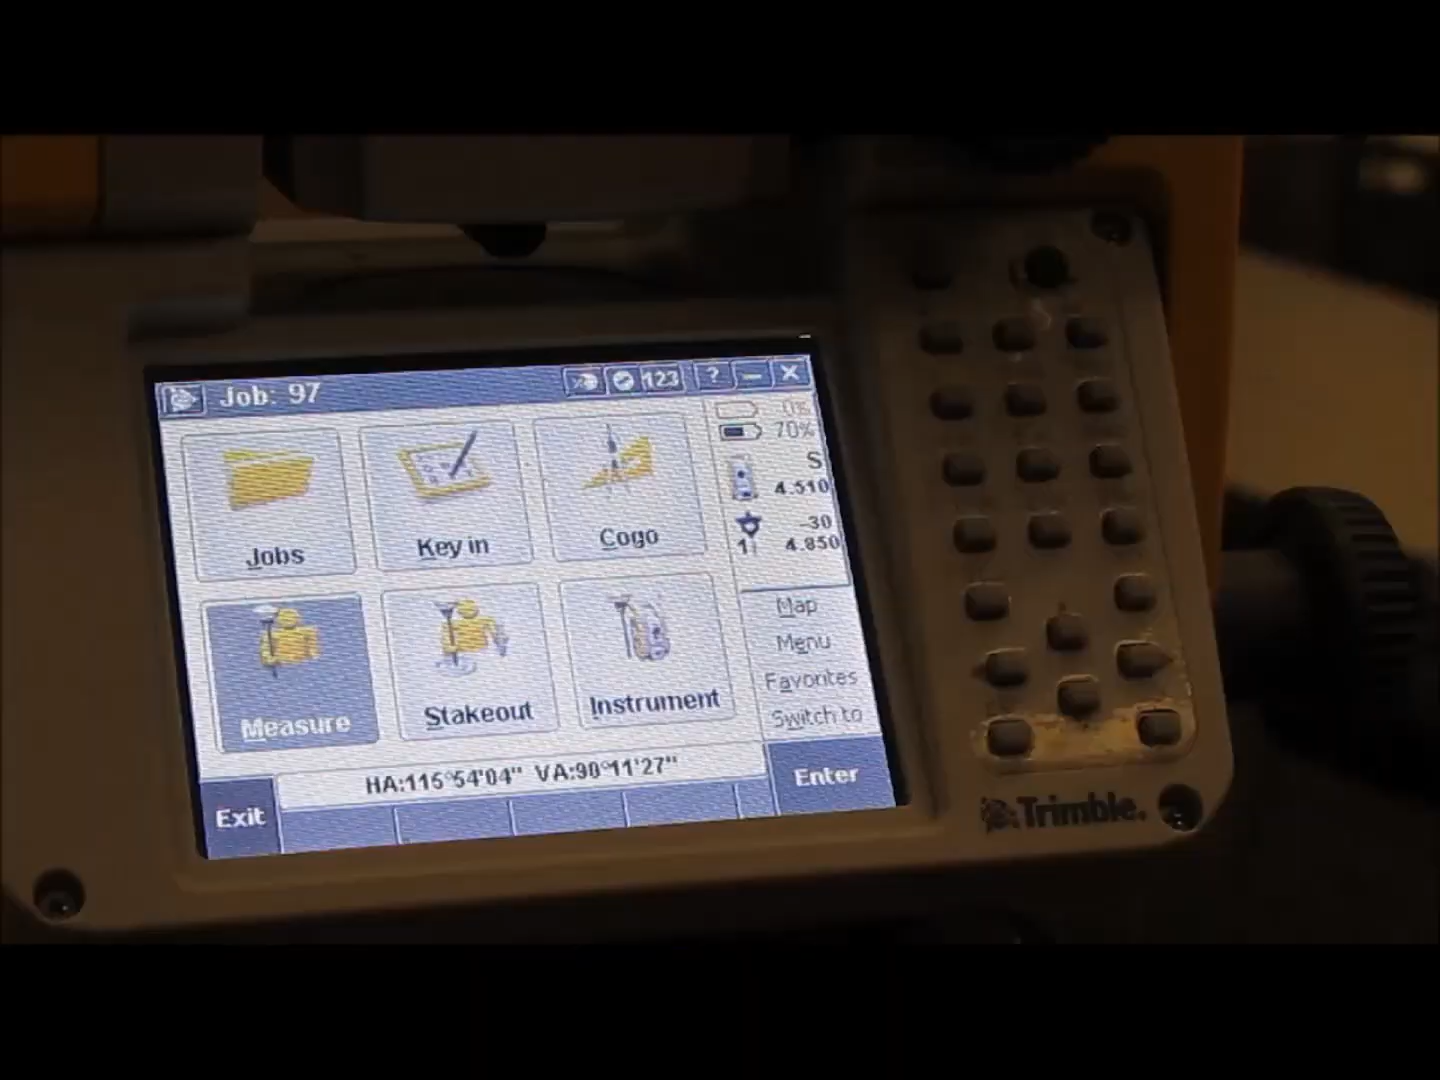 Job: 97
123 ? – X
0%
70%
S
4.510
-30
1 4.850
Jobs
Key in
Cogo
Measure
Stakeout
Instrument
Map
Menu
Favorites
Switch to
HA:115°54'04" VA:90°11'27"
Exit
Enter
Trimble.